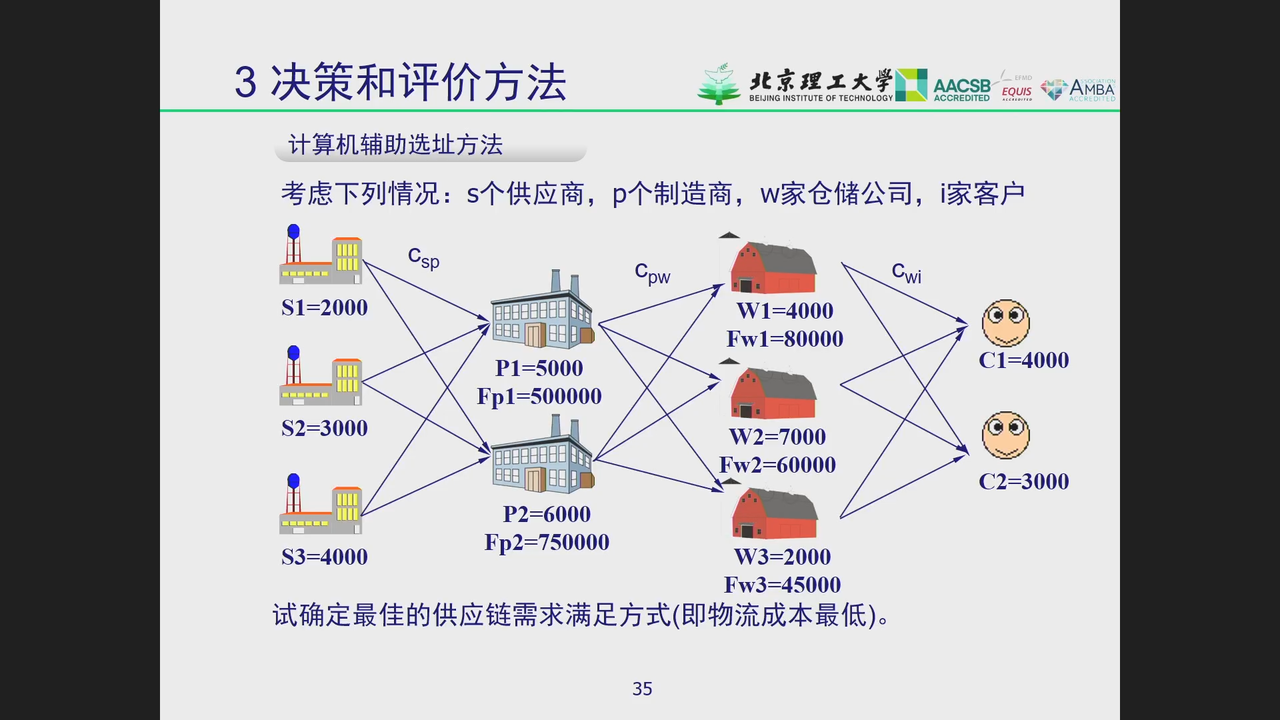 3 决策和评价方法
北京理工大学
BEIJING INSTITUTE OF TECHNOLOGY
AACSB
ACCREDITED
EFMD
EQUIS
ACCREDITED
ASSOCIATION
AMBA
ACCREDITED
计算机辅助选址方法
考虑下列情况：s个供应商，p个制造商，w家仓储公司，i家客户
csp
cpw
cwi
S1=2000
S2=3000
S3=4000
P1=5000
Fp1=500000
P2=6000
Fp2=750000
W1=4000
Fw1=80000
W2=7000
Fw2=60000
W3=2000
Fw3=45000
C1=4000
C2=3000
试确定最佳的供应链需求满足方式(即物流成本最低)。
35